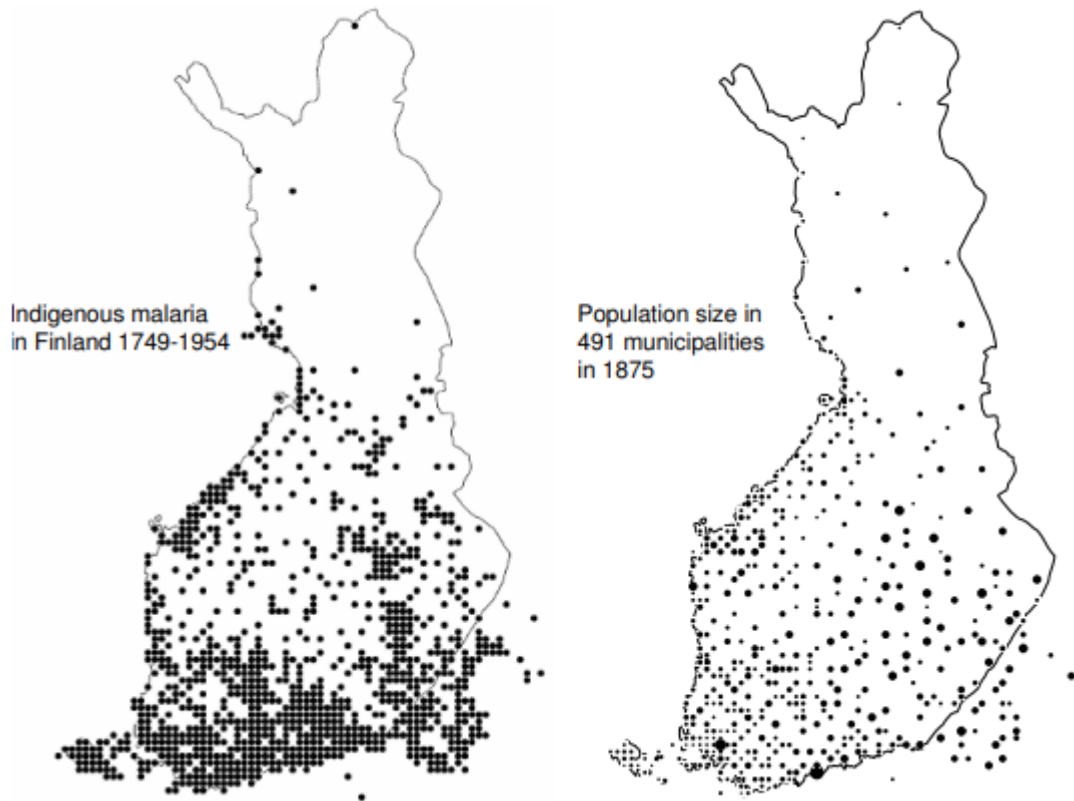 Indigenous malaria
in Finland 1749-1954
Population size in
491 municipalities
in 1875